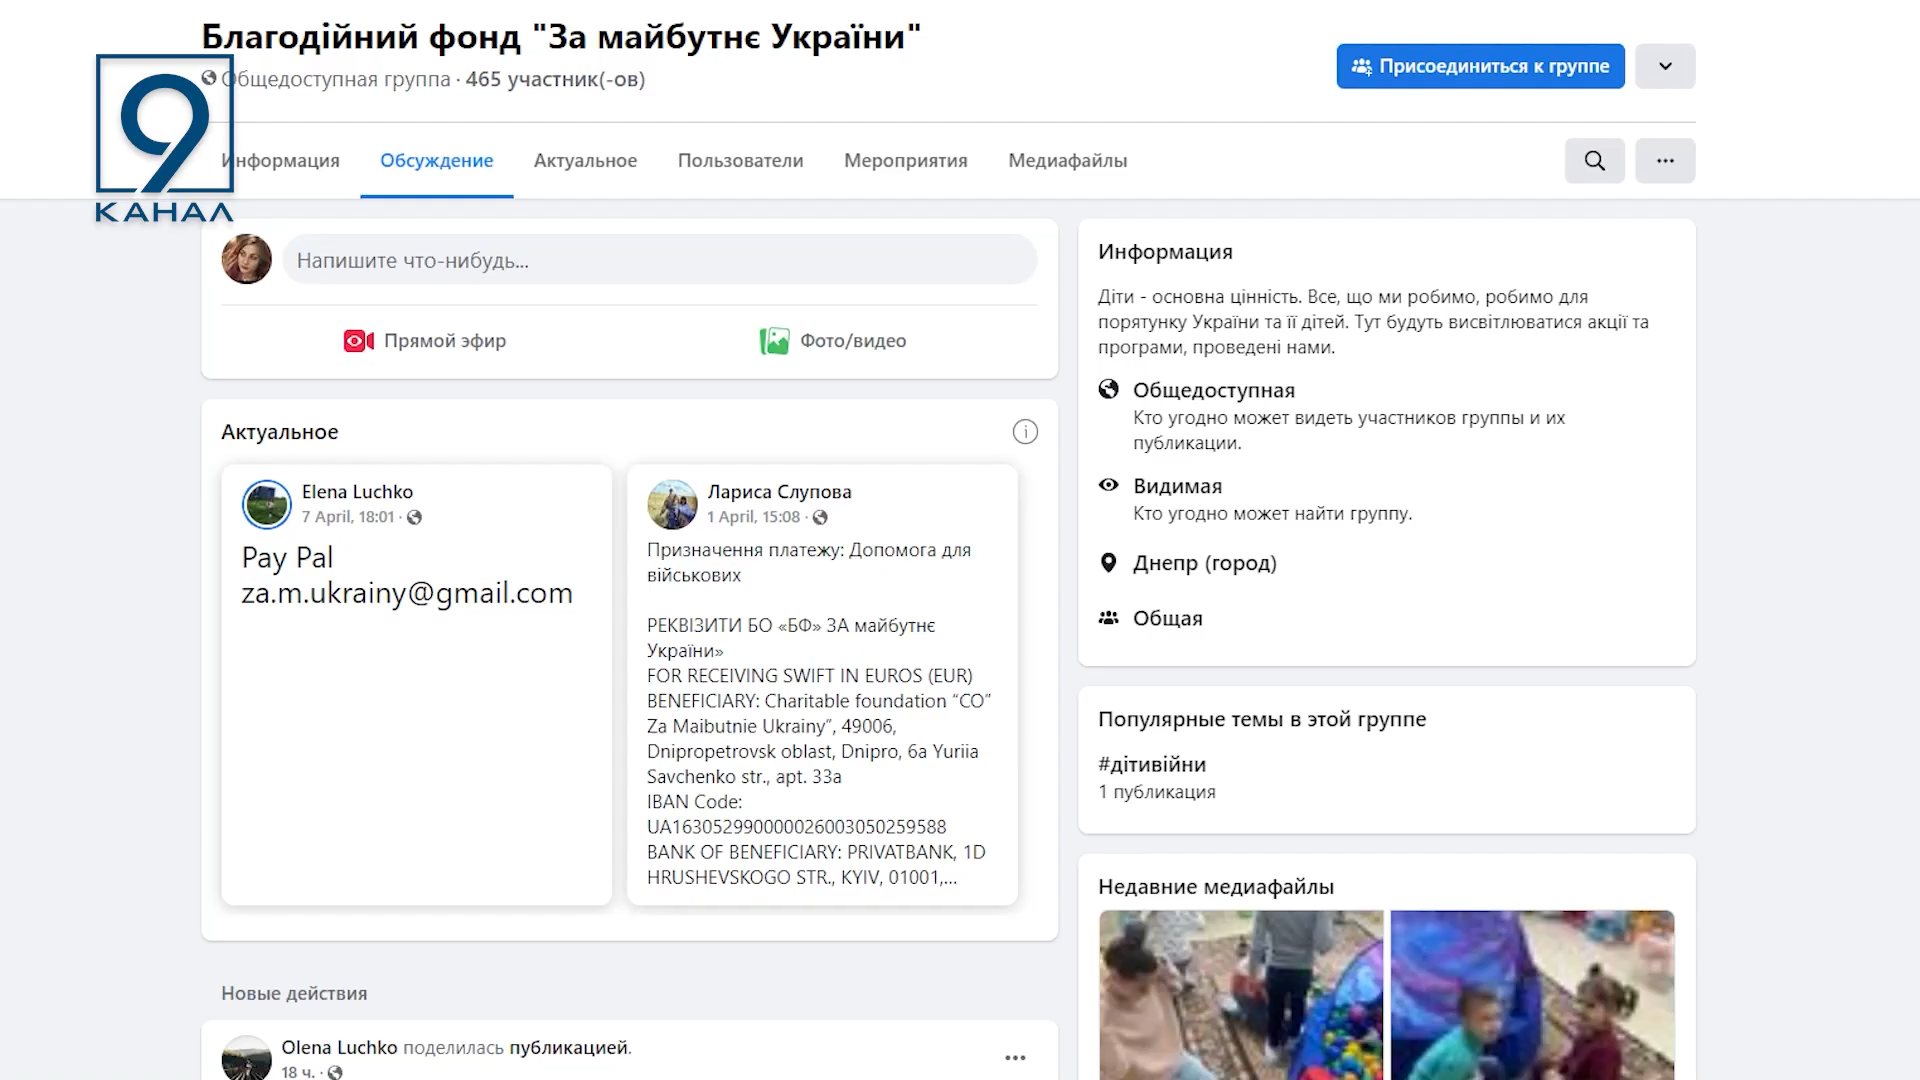 Благодійний фонд "За майбутнє України"
Общедоступная группа · 465 участник(-ов)
Присоединиться к группе
9
КАНАЛ
Информация
Обсуждение
Актуальное
Пользователи
Мероприятия
Медиафайлы
Напишите что-нибудь...
Прямой эфир
Фото/видео
Актуальное
Elena Luchko
7 April, 18:01 ·
Pay Pal
za.m.ukrainy@gmail.com
Лариса Слупова
1 April, 15:08 ·
Призначення платежу: Допомога для
військових
РЕКВІЗИТИ БО «БФ» ЗА майбутнє
України»
FOR RECEIVING SWIFT IN EUROS (EUR)
BENEFICIARY: Charitable foundation “CO”
Za Maibutnie Ukrainy”, 49006,
Dnipropetrovsk oblast, Dnipro, 6a Yuriia
Savchenko str., apt. 33a
IBAN Code:
UA163052990000026003050259588
BANK OF BENEFICIARY: PRIVATBANK, 1D
HRUSHEVSKOGO STR., KYIV, 01001,...
Новые действия
Olena Luchko поделилась публикацией.
18 ч. ·
Информация
Діти - основна цінність. Все, що ми робимо, робимо для
порятунку України та її дітей. Тут будуть висвітлюватися акції та
програми, проведені нами.
Общедоступная
Кто угодно может видеть участников группы и их
публикации.
Видимая
Кто угодно может найти группу.
Днепр (город)
Общая
Популярные темы в этой группе
#дітивійни
1 публикация
Недавние медиафайлы